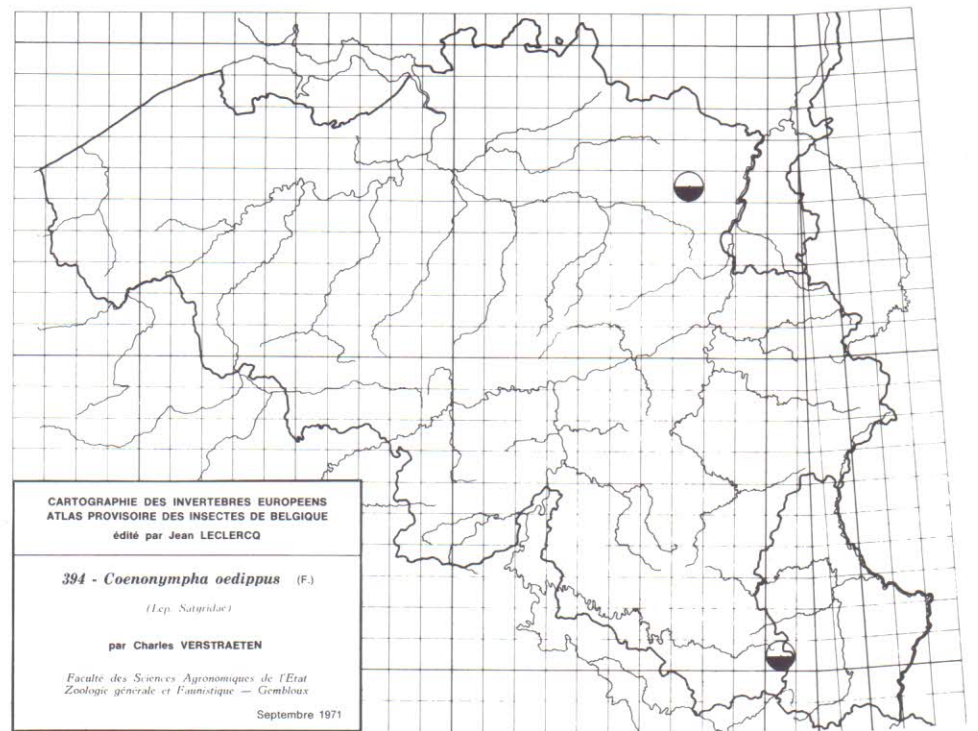 CARTOGRAPHIE DES INVERTEBRES EUROPEENS
ATLAS PROVISOIRE DES INSECTES DE BELGIQUE
édité par Jean LECLERCQ
394 - Coenonympha oedippus (F.)
(Lep. Satyridae)
par Charles VERSTRAETEN
Faculté des Sciences Agronomiques de l'Etat
Zoologie générale et Faunistique — Gembloux
Septembre 1971